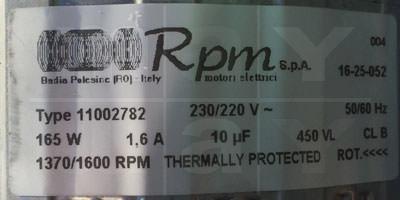 Rpm S.p.A.
004
Badia Polesine (RO) - Italy motori elettrici
16-25-052
Type 11002782 230/220 V ~ 50/60 Hz
165 W 1,6 A 10 µF 450 VL CL B
1370/1600 RPM THERMALLY PROTECTED ROT.<<<<